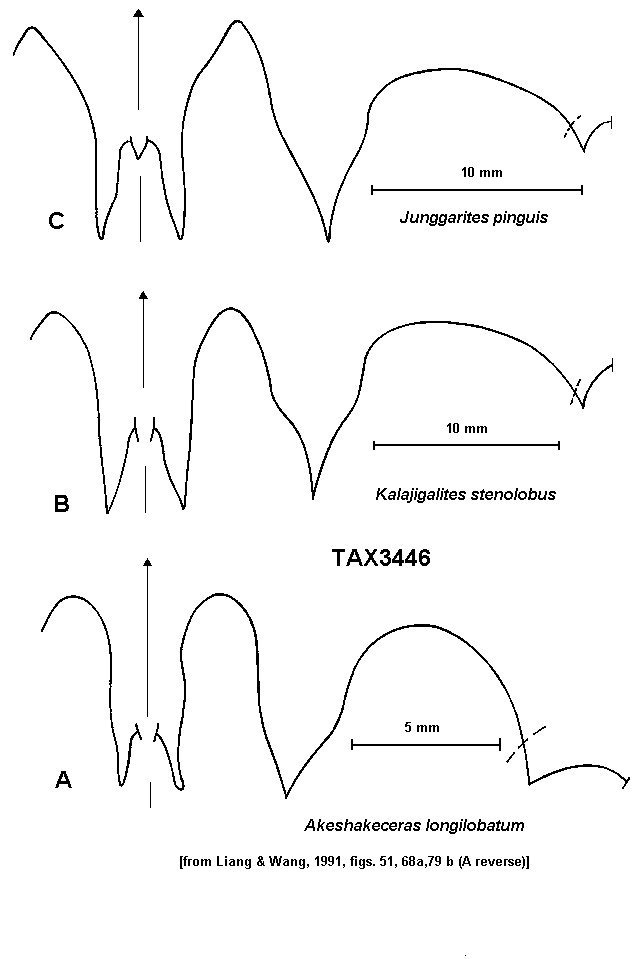 10 mm
C
Junggarites pinguis
10 mm
B
Kalajigalites stenolobus
TAX3446
5 mm
A
Akeshakeceras longilobatum
[from Liang & Wang, 1991, figs. 51, 68a,79 b (A reverse)]